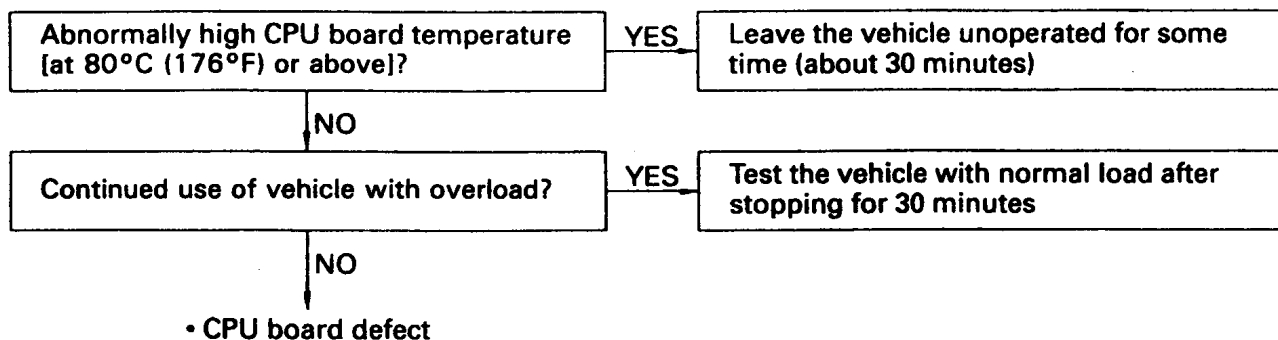 Abnormally high CPU board temperature
[at 80°C (176°F) or above]?
YES
Leave the vehicle unoperated for some
time (about 30 minutes)
NO
Continued use of vehicle with overload?
YES
Test the vehicle with normal load after
stopping for 30 minutes
NO
• CPU board defect